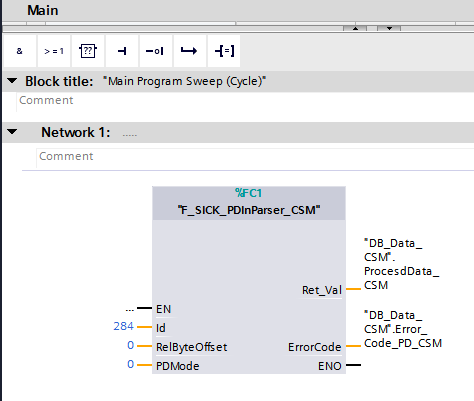 Main
& >=1 ?? -o|
Block title: "Main Program Sweep (Cycle)"
Comment
Network 1: .....
Comment
%FC1
"F_SICK_PDInParser_CSM"
"DB_Data_
CSM".
ProcesdData_
CSM
Ret_Val
... EN
"DB_Data_
CSM".Error_
Code_PD_CSM
284 Id
0 RelByteOffset ErrorCode
0 PDMode ENO